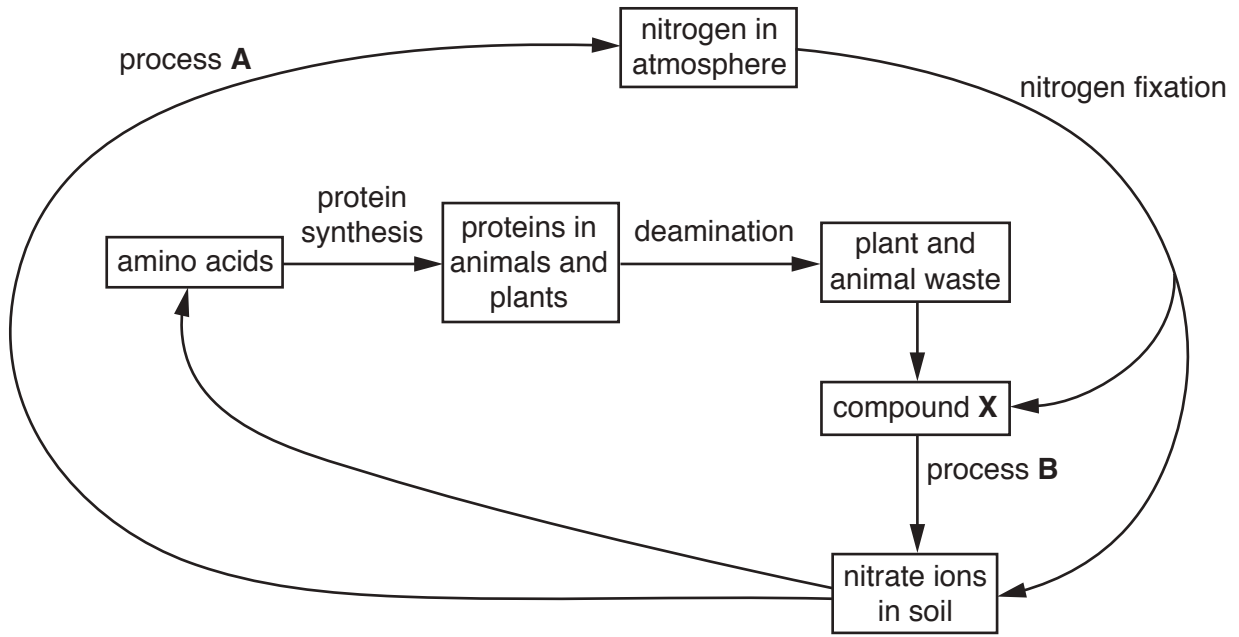 process A
nitrogen in
atmosphere
nitrogen fixation
protein
synthesis
amino acids
proteins in
animals and
plants
deamination
plant and
animal waste
compound X
process B
nitrate ions
in soil